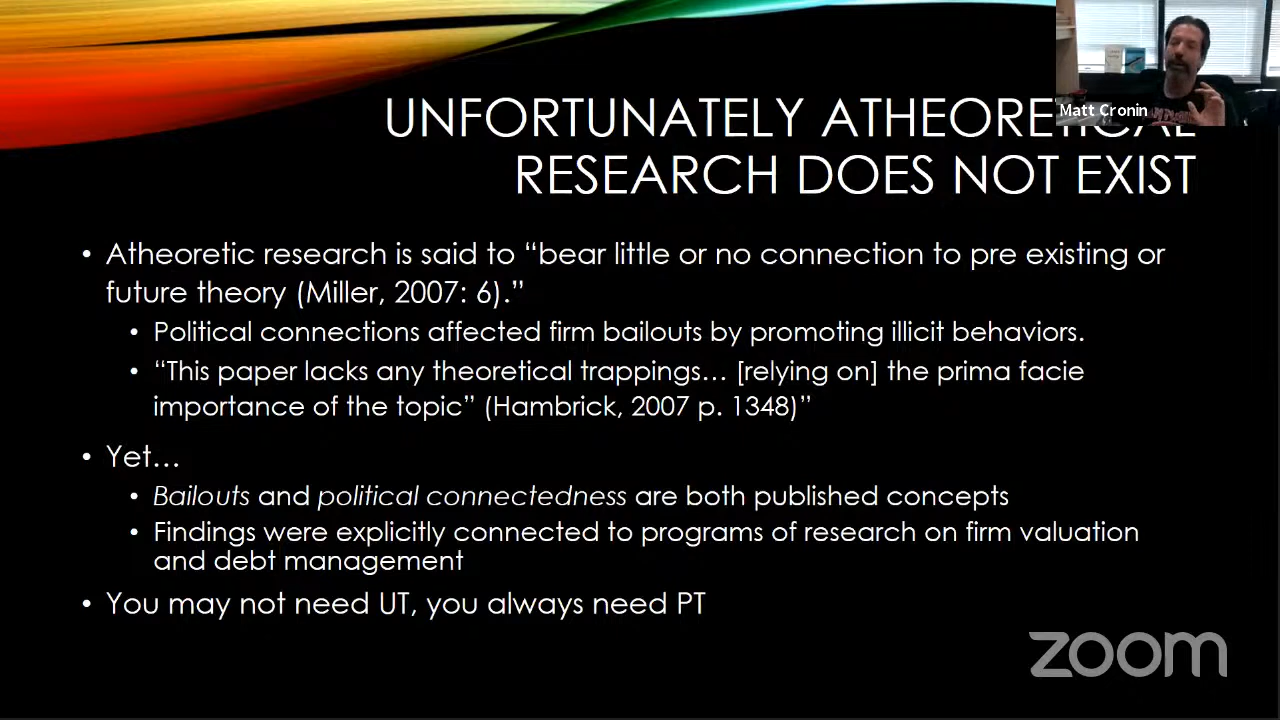 UNFORTUNATELY ATHEORETICAL
RESEARCH DOES NOT EXIST
Matt Cronin
• Atheoretic research is said to “bear little or no connection to pre existing or
future theory (Miller, 2007: 6).”
• Political connections affected firm bailouts by promoting illicit behaviors.
• “This paper lacks any theoretical trappings… [relying on] the prima facie
importance of the topic” (Hambrick, 2007 p. 1348)”
• Yet…
• Bailouts and political connectedness are both published concepts
• Findings were explicitly connected to programs of research on firm valuation
and debt management
• You may not need UT, you always need PT
zoom